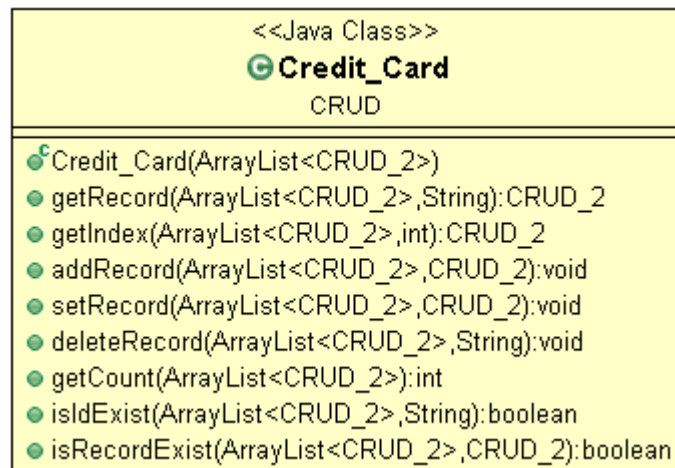 <<Java Class>>
C Credit_Card
CRUD
c Credit_Card(ArrayList<CRUD_2>)
getRecord(ArrayList<CRUD_2>,String):CRUD_2
getIndex(ArrayList<CRUD_2>,int):CRUD_2
addRecord(ArrayList<CRUD_2>,CRUD_2):void
setRecord(ArrayList<CRUD_2>,CRUD_2):void
deleteRecord(ArrayList<CRUD_2>,String):void
getCount(ArrayList<CRUD_2>):int
isIdExist(ArrayList<CRUD_2>,String):boolean
isRecordExist(ArrayList<CRUD_2>,CRUD_2):boolean